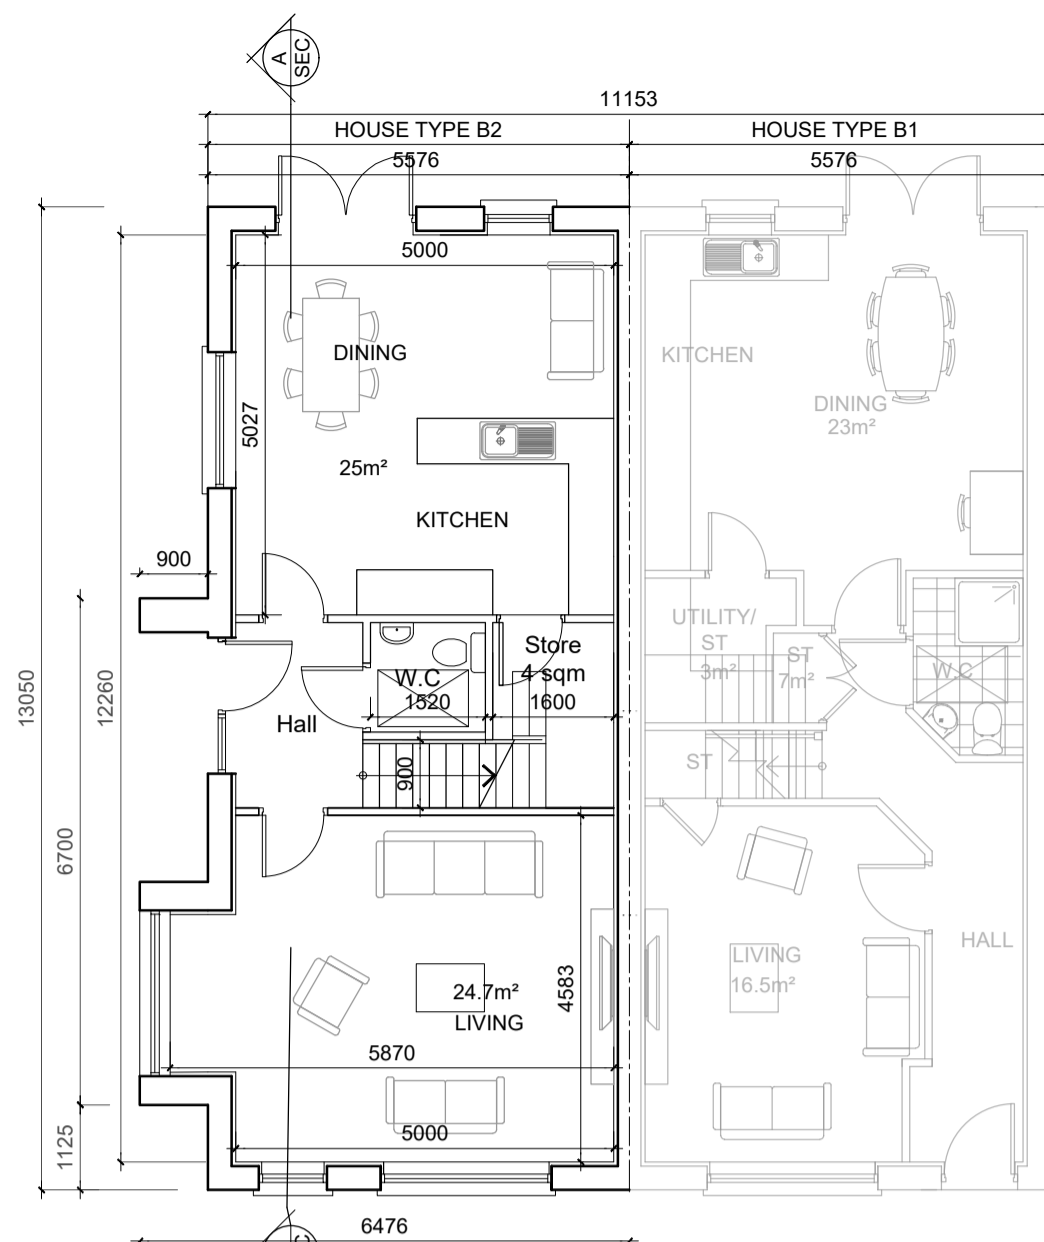 A
SEC
11153
HOUSE TYPE B2
HOUSE TYPE B1
5576
5576
5000
DINING
KITCHEN
DINING
23m²
5027
25m²
KITCHEN
900
UTILITY/
ST
3m²
ST
7m²
W.C
Store
4 sqm
W.C
1520
1600
Hall
13050
12260
ST
900
6700
HALL
LIVING
16.5m²
4583
24.7m²
LIVING
5870
1125
5000
6476